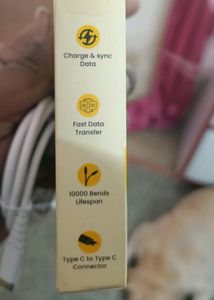 Charge & sync
Data
Fast Data
Transfer
10000 Bends
Lifespan
Type C to Type C
Connector